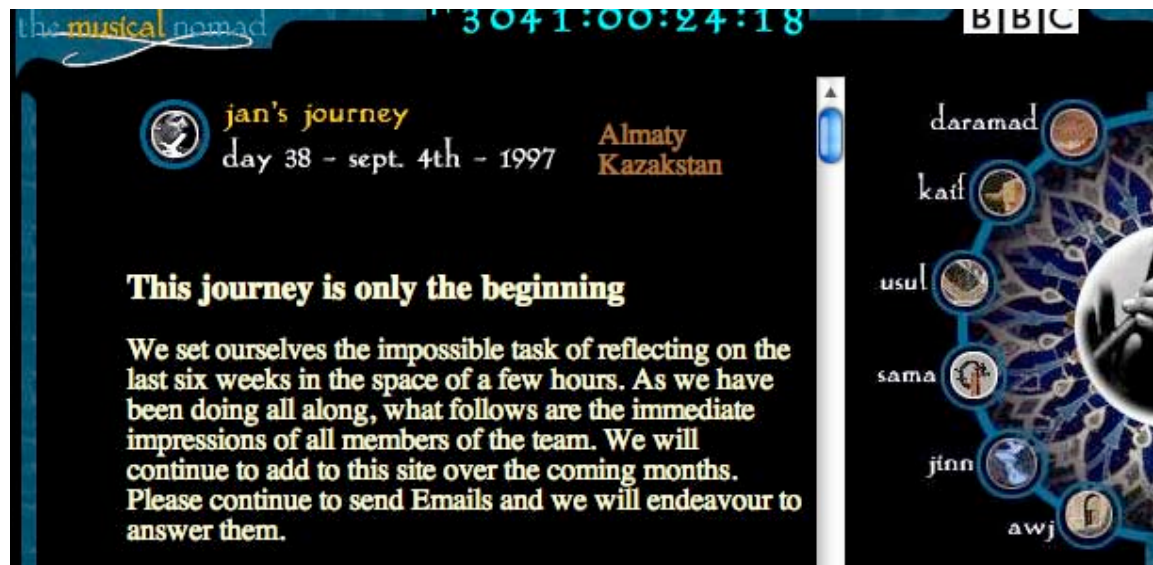 the musical nomad
3041:00:24:18
BBC
jan's journey
day 38 - sept. 4th - 1997
Almaty
Kazakstan
This journey is only the beginning
We set ourselves the impossible task of reflecting on the
last six weeks in the space of a few hours. As we have
been doing all along, what follows are the immediate
impressions of all members of the team. We will
continue to add to this site over the coming months.
Please continue to send Emails and we will endeavour to
answer them.
daramad
kaif
usul
sama
jinn
awj